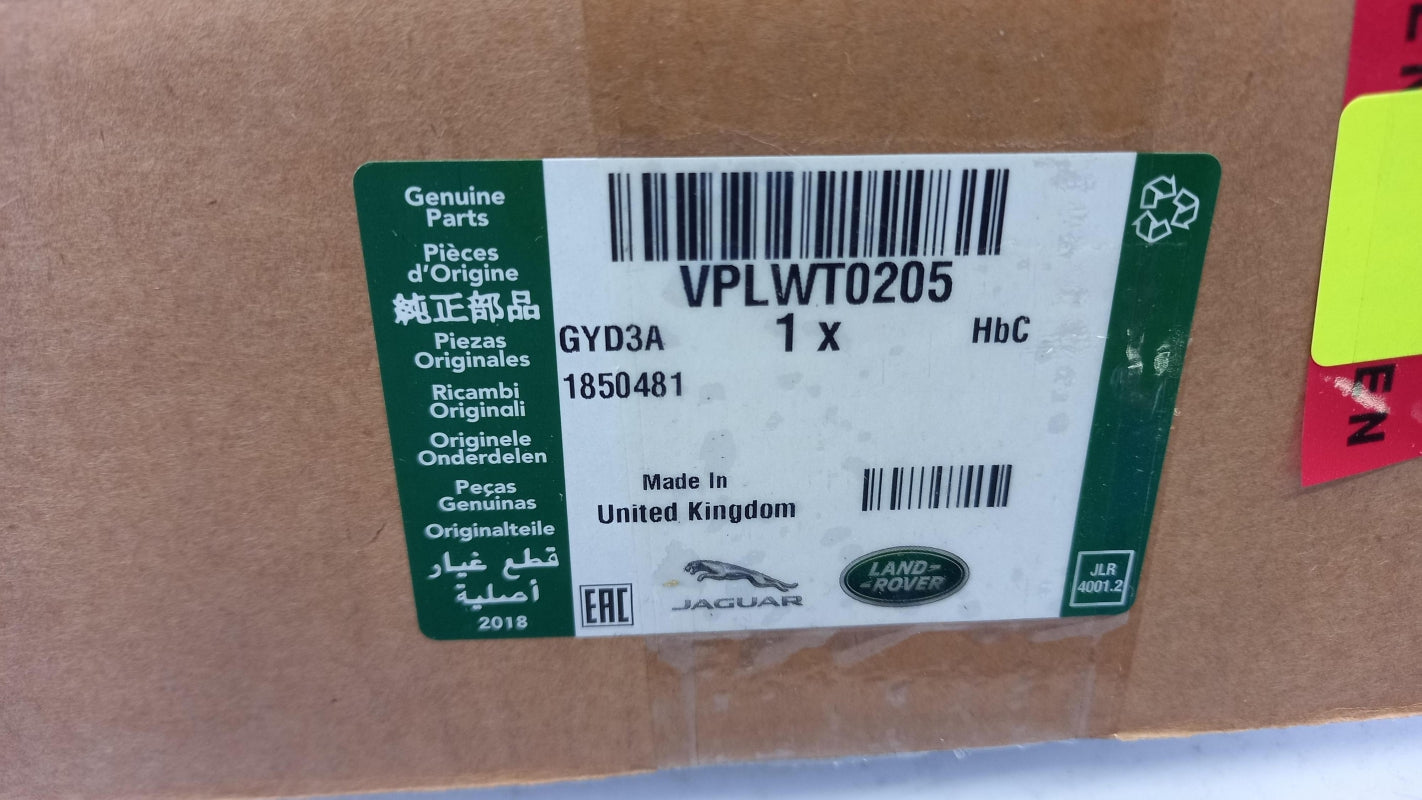 Genuine
Parts
Pièces
d'Origine
純正部品
Piezas
Originales
Ricambi
Originali
Originele
Onderdelen
Peças
Genuinas
Originalteile
قطع غيار
أصلية
2018
VPLWT0205
GYD3A
1 x
HbC
1850481
Made In
United Kingdom
EAC
JAGUAR
LAND-
-ROVER
JLR
4001.2
EN